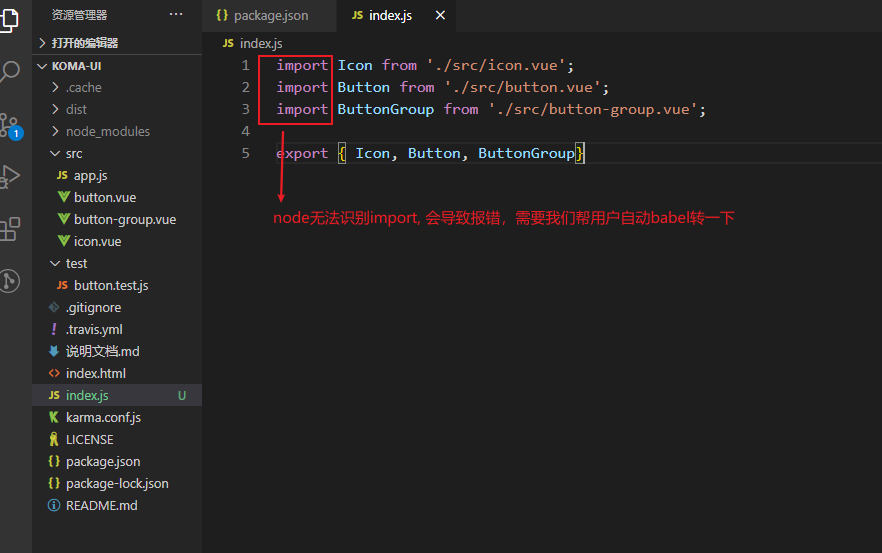 资源管理器
package.json
index.js
打开的编辑器
index.js
KOMA-UI
.cache
dist
node_modules
src
app.js
button.vue
button-group.vue
icon.vue
test
button.test.js
.gitignore
.travis.yml
说明文档.md
index.html
index.js U
karma.conf.js
LICENSE
package.json
package-lock.json
README.md
1
1 import Icon from './src/icon.vue';
2 import Button from './src/button.vue';
3 import ButtonGroup from './src/button-group.vue';
4
5 export { Icon, Button, ButtonGroup}
node无法识别import, 会导致报错，需要我们帮用户自动babel转一下